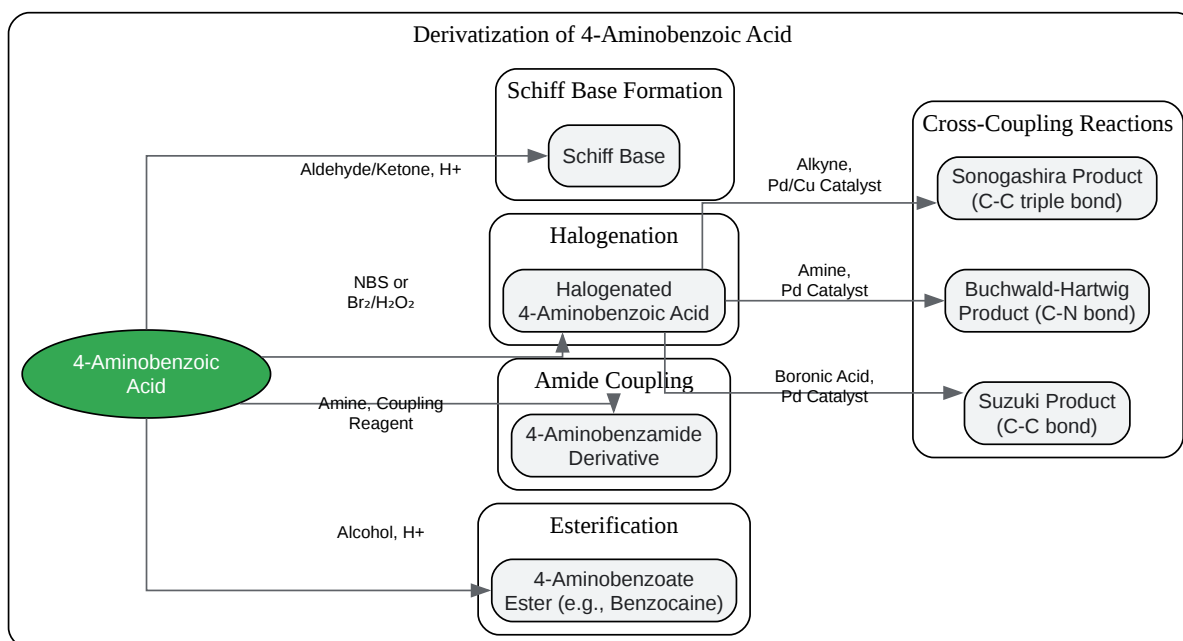 Derivatization of 4-Aminobenzoic Acid
Schiff Base Formation
Schiff Base
Aldehyde/Ketone, H+
Halogenation
Halogenated
4-Aminobenzoic Acid
NBS or
Br₂/H₂O₂
4-Aminobenzoic
Acid
Amide Coupling
4-Aminobenzamide
Derivative
Amine, Coupling
Reagent
Esterification
4-Aminobenzoate
Ester (e.g., Benzocaine)
Alcohol, H+
Cross-Coupling Reactions
Alkyne,
Pd/Cu Catalyst
Sonogashira Product
(C-C triple bond)
Amine,
Pd Catalyst
Buchwald-Hartwig
Product (C-N bond)
Boronic Acid,
Pd Catalyst
Suzuki Product
(C-C bond)